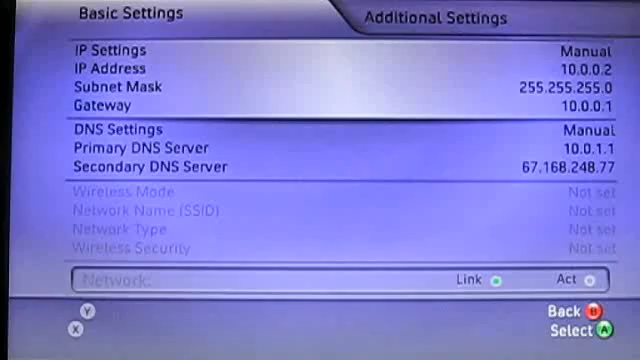 Basic Settings
Additional Settings
IP Settings Manual
IP Address 10.0.0.2
Subnet Mask 255.255.255.0
Gateway 10.0.0.1
DNS Settings Manual
Primary DNS Server 10.0.1.1
Secondary DNS Server 67.168.248.77
Wireless Mode Not set
Network Name (SSID) Not set
Network Type Not set
Wireless Security Not set
Network: Link Act
Y Back B
X Select A